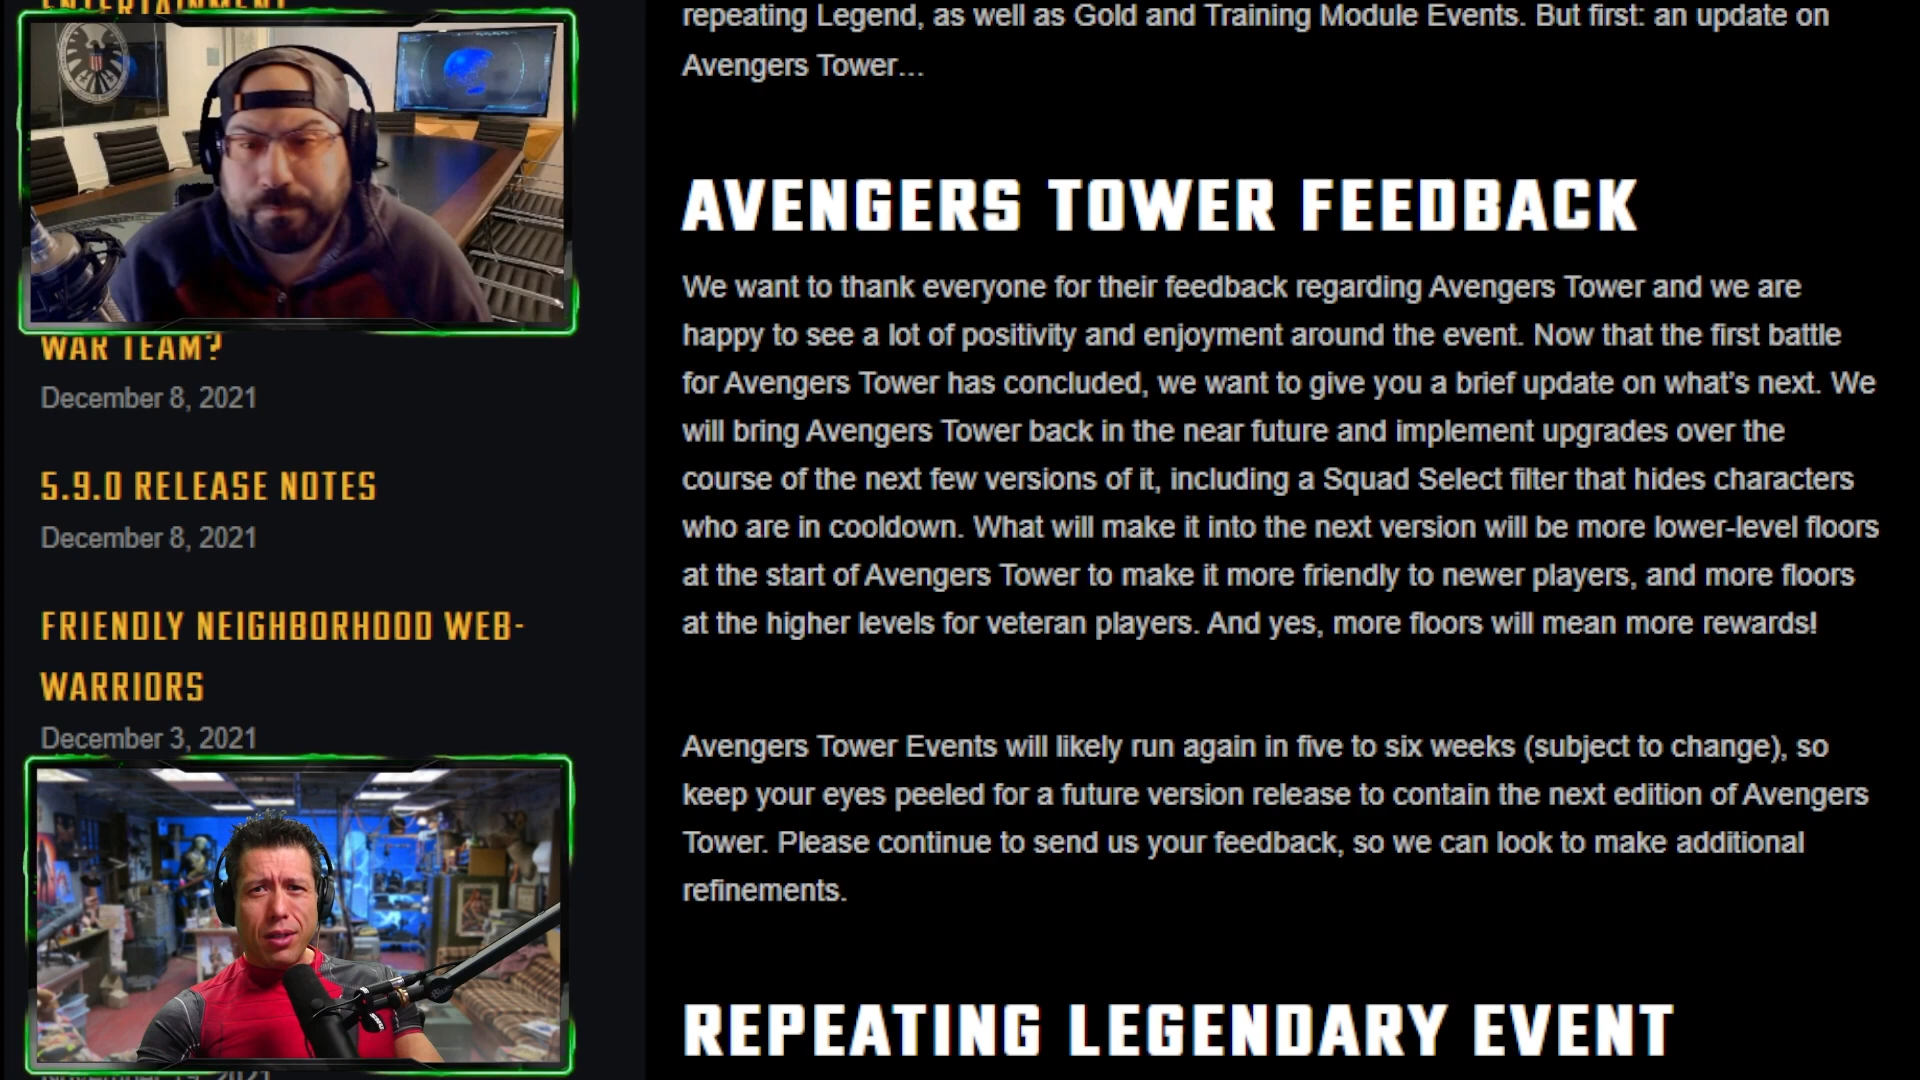 ENTERTAINMENT
WAR TEAM?
December 8, 2021
5.9.0 RELEASE NOTES
December 8, 2021
FRIENDLY NEIGHBORHOOD WEB-
WARRIORS
December 3, 2021
November 19, 2021
repeating Legend, as well as Gold and Training Module Events. But first: an update on
Avengers Tower…
AVENGERS TOWER FEEDBACK
We want to thank everyone for their feedback regarding Avengers Tower and we are
happy to see a lot of positivity and enjoyment around the event. Now that the first battle
for Avengers Tower has concluded, we want to give you a brief update on what’s next. We
will bring Avengers Tower back in the near future and implement upgrades over the
course of the next few versions of it, including a Squad Select filter that hides characters
who are in cooldown. What will make it into the next version will be more lower-level floors
at the start of Avengers Tower to make it more friendly to newer players, and more floors
at the higher levels for veteran players. And yes, more floors will mean more rewards!
Avengers Tower Events will likely run again in five to six weeks (subject to change), so
keep your eyes peeled for a future version release to contain the next edition of Avengers
Tower. Please continue to send us your feedback, so we can look to make additional
refinements.
REPEATING LEGENDARY EVENT